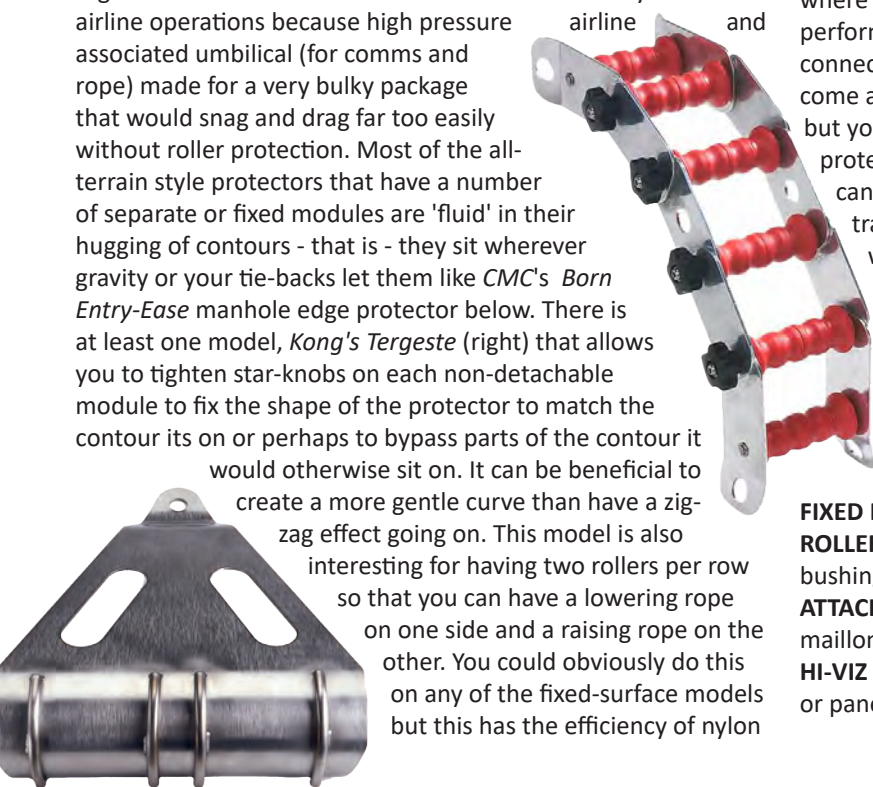 airline operations because high pressure airline and
associated umbilical (for comms and
rope) made for a very bulky package
that would snag and drag far too easily
without roller protection. Most of the all-
terrain style protectors that have a number
of separate or fixed modules are 'fluid' in their
hugging of contours - that is - they sit wherever
gravity or your tie-backs let them like CMC's Born
Entry-Ease manhole edge protector below. There is
at least one model, Kong's Tergeste (right) that allows
you to tighten star-knobs on each non-detachable
module to fix the shape of the protector to match the
contour its on or perhaps to bypass parts of the contour it
would otherwise sit on. It can be beneficial to
create a more gentle curve than have a zig-
zag effect going on. This model is also
interesting for having two rollers per row
so that you can have a lowering rope
on one side and a raising rope on the
other. You could obviously do this
on any of the fixed-surface models
but this has the efficiency of nylon
where
perform
connec
come a
but yo
prote
can
tra
FIXED
ROLLE
bushin
ATTAC
maillor
HI-VIZ
or pane